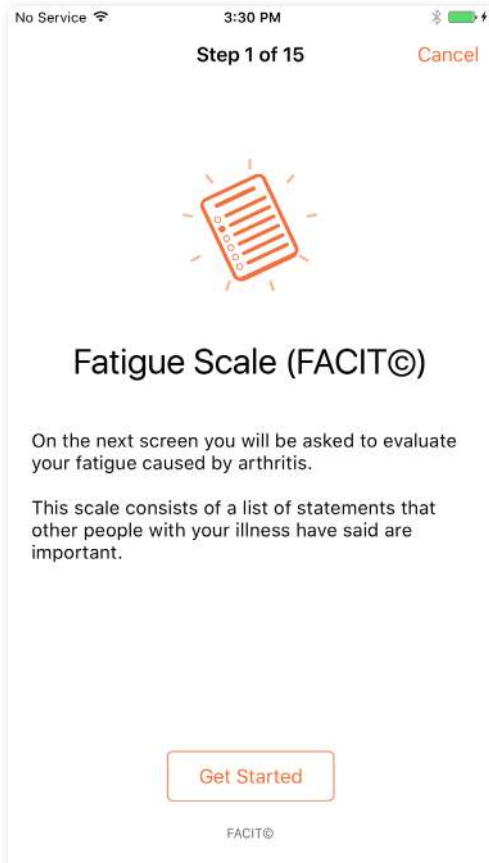 No Service 3:30 PM
Step 1 of 15 Cancel
Fatigue Scale (FACIT©)
On the next screen you will be asked to evaluate
your fatigue caused by arthritis.
This scale consists of a list of statements that
other people with your illness have said are
important.
Get Started
FACIT©